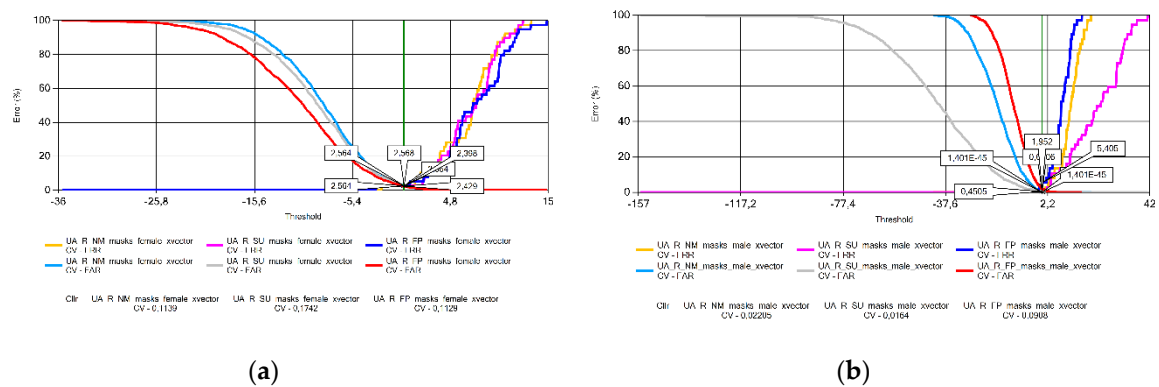 100
80
60
40
20
0
Error (%)
-36
-25,8
-15,6
-5,4
4,8
15
Threshold
2,564
2,568
2,398
2,429
UA_R_NM_masks_female_xvector
CV - FRR
UA_R_SU_masks_female_xvector
CV - FRR
UA_R_FP_masks_female_xvector
CV - FRR
UA_R_NM_masks_female_xvector
CV - FAR
UA_R_SU_masks_female_xvector
CV - FAR
UA_R_FP_masks_female_xvector
CV - FAR
Cllr
UA_R_NM_masks_female_xvector
CV - 0,1139
UA_R_SU_masks_female_xvector
CV - 0,1742
UA_R_FP_masks_female_xvector
CV - 0,1129
(a)
100
80
60
40
20
0
Error (%)
-157
-117,2
-77,4
-37,6
2,2
42
Threshold
1,952
1,401E-45
5,405
1,401E-45
0,4505
UA_R_NM_masks_male_xvector
CV - FRR
UA_R_SU_masks_male_xvector
CV - FRR
UA_R_FP_masks_male_xvector
CV - FRR
UA_R_NM_masks_male_xvector
CV - FAR
UA_R_SU_masks_male_xvector
CV - FAR
UA_R_FP_masks_male_xvector
CV - FAR
Cllr
UA_R_NM_masks_male_xvector
CV - 0,02205
UA_R_SU_masks_male_xvector
CV - 0,0164
UA_R_FP_masks_male_xvector
CV - 0,0908
(b)